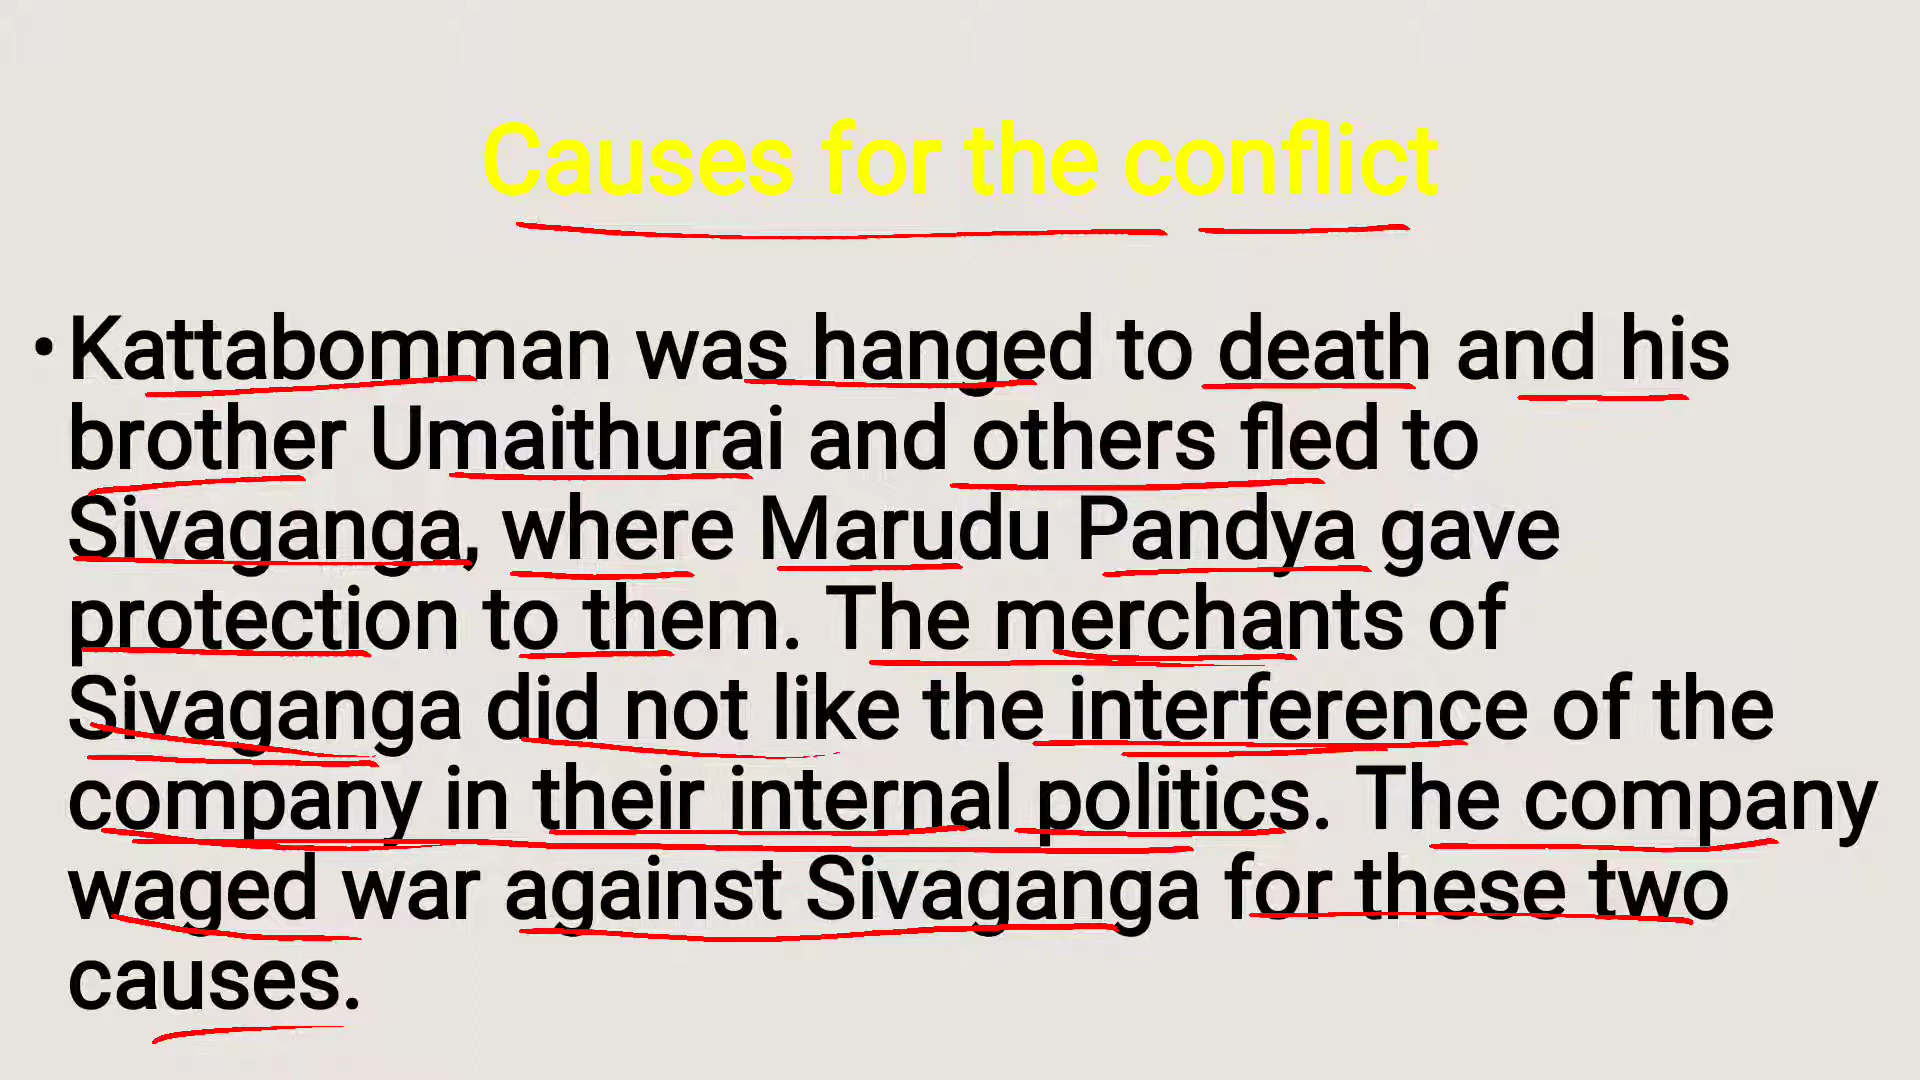 Causes for the conflict
• Kattabomman was hanged to death and his
brother Umaithurai and others fled to
Sivaganga, where Marudu Pandya gave
protection to them. The merchants of
Sivaganga did not like the interference of the
company in their internal politics. The company
waged war against Sivaganga for these two
causes.